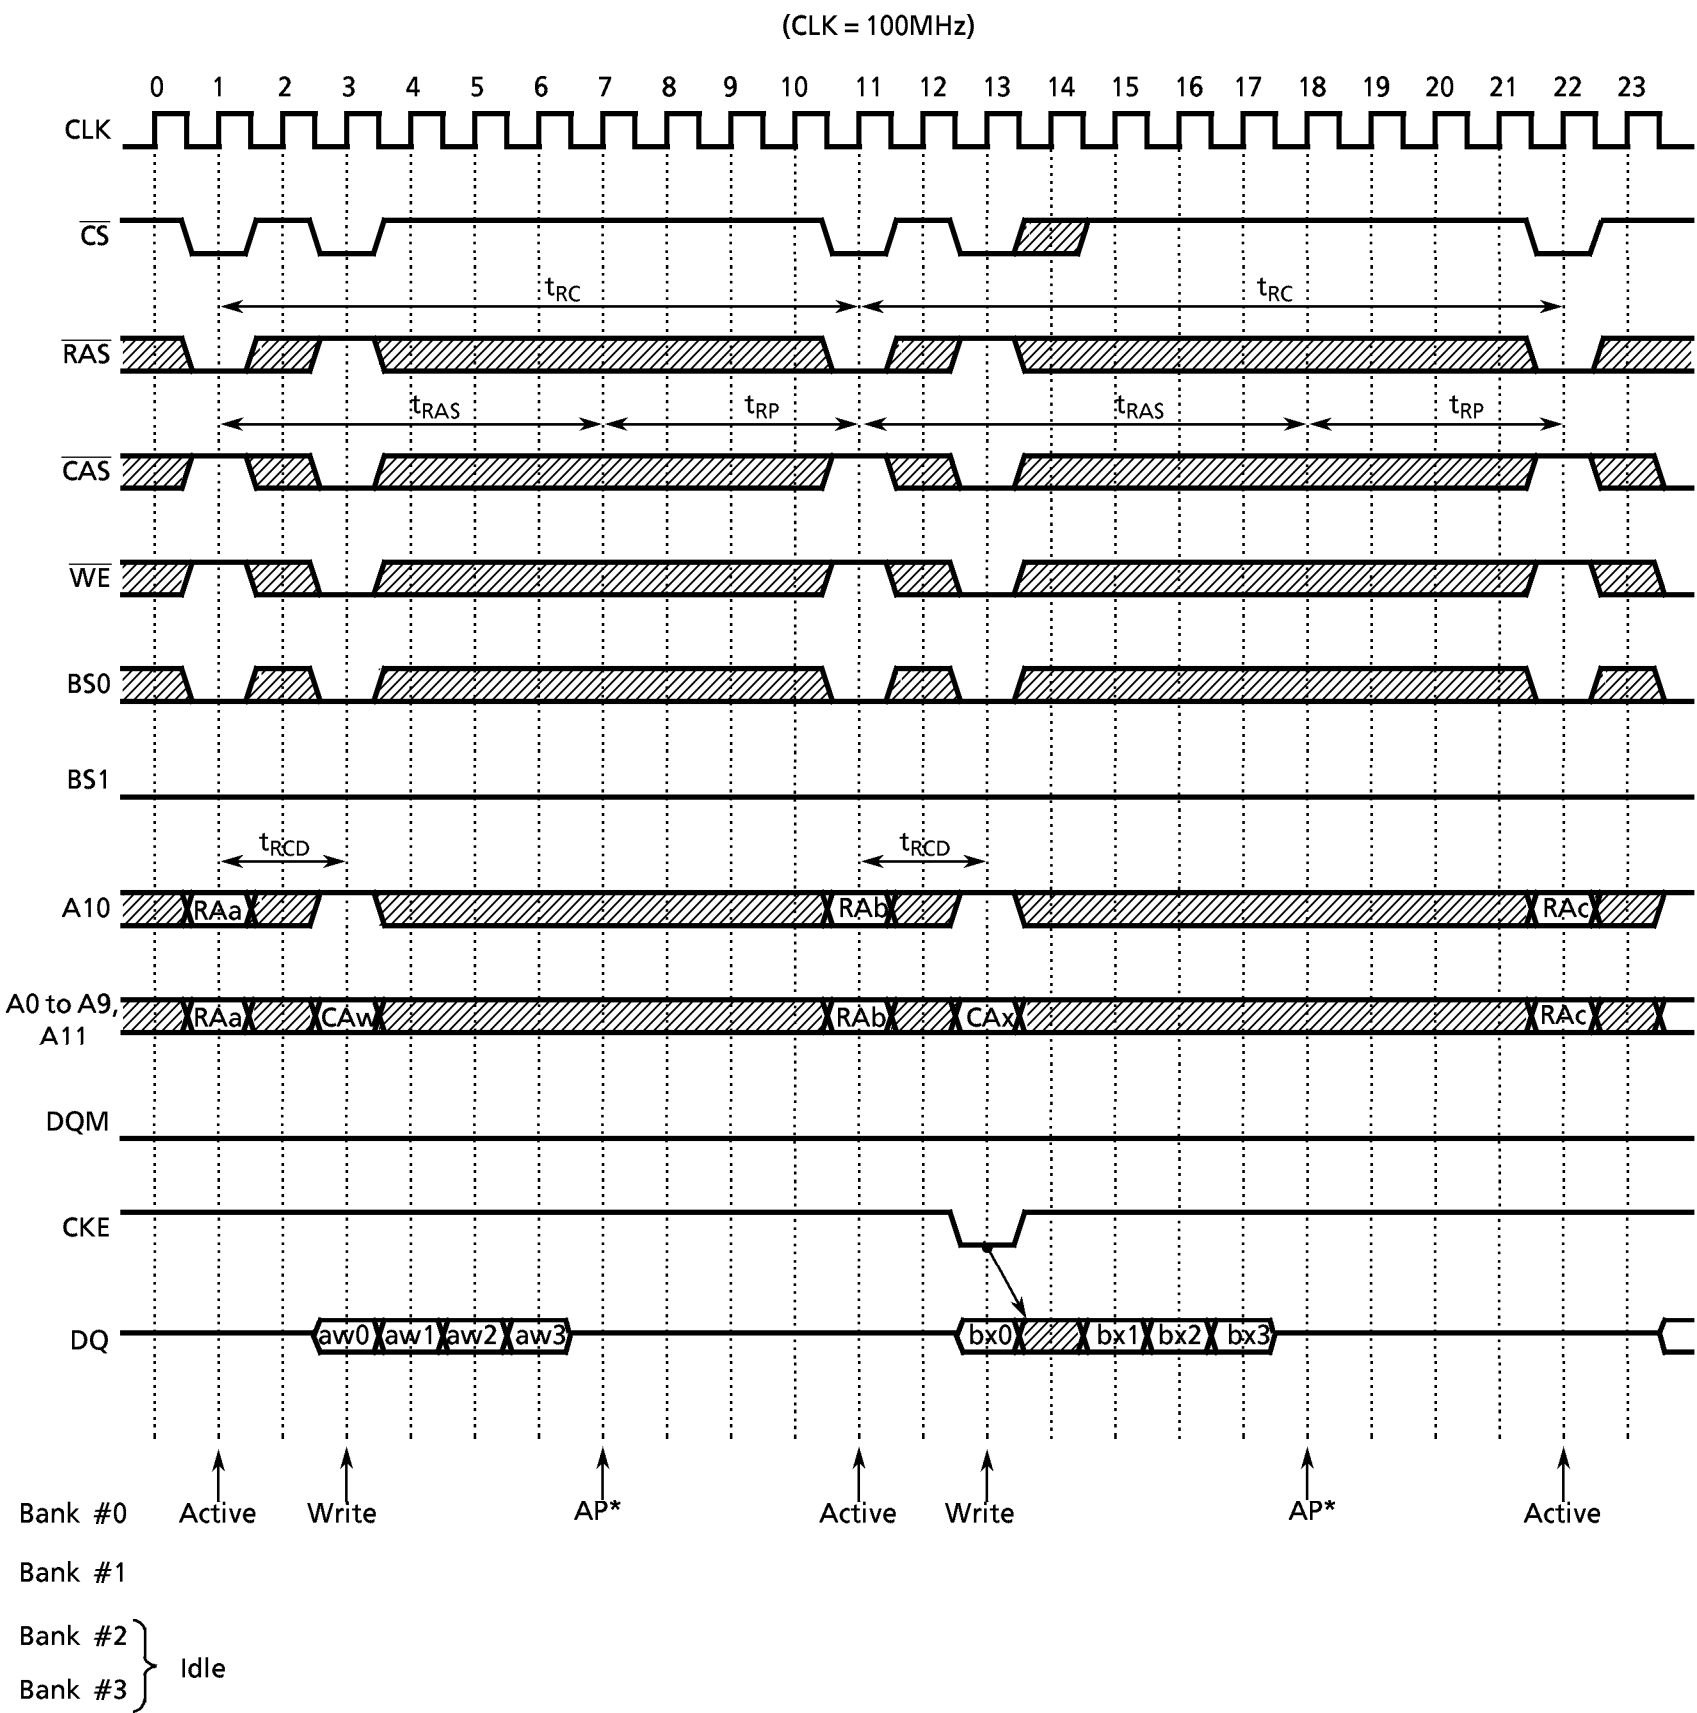 (CLK = 100MHz)
0 1 2 3 4 5 6 7 8 9 10 11 12 13 14 15 16 17 18 19 20 21 22 23
CLK
CS
tRC tRC
RAS
tRAS tRP tRAS tRP
CAS
WE
BS0
BS1
tRCD tRCD
A10 RAa RAb RAc
A0 to A9,
A11
RAa CAw RAb CAx RAc
DQM
CKE
DQ aw0 aw1 aw2 aw3 bx0 bx1 bx2 bx3
Bank #0 Active Write AP* Active Write AP* Active
Bank #1
Bank #2
Idle
Bank #3